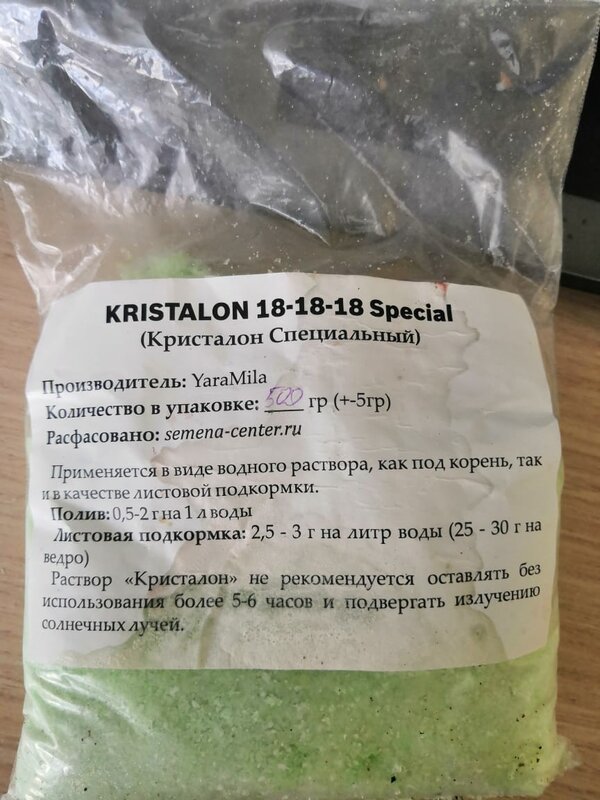 KRISTALON 18-18-18 Special
(Кристалон Специальный)
Производитель: YaraMila
Количество в упаковке: 500 гр (+-5гр)
Расфасовано: semena-center.ru
Применяется в виде водного раствора, как под корень, так
и в качестве листовой подкормки.
Полив: 0,5-2 г на 1 л воды
Листовая подкормка: 2,5 - 3 г на литр воды (25 - 30 г на
ведро)
Раствор «Кристалон» не рекомендуется оставлять без
использования более 5-6 часов и подвергать излучению
солнечных лучей.